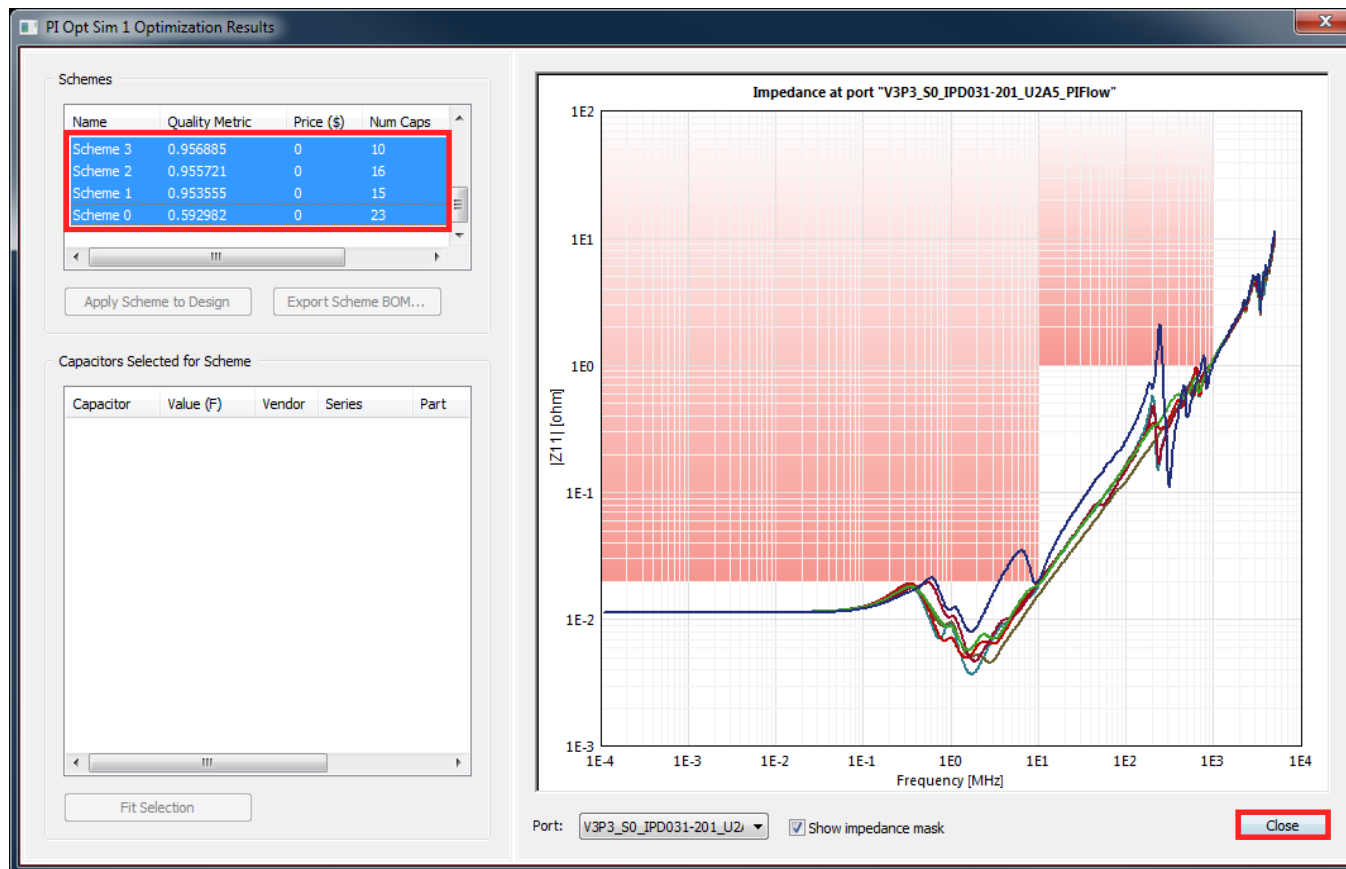 PI Opt Sim 1 Optimization Results
Schemes
Name Quality Metric Price ($) Num Caps
Scheme 3 0.956885 0 10
Scheme 2 0.955721 0 16
Scheme 1 0.953555 0 15
Scheme 0 0.592982 0 23
Apply Scheme to Design Export Scheme BOM...
Capacitors Selected for Scheme
Capacitor Value (F) Vendor Series Part
Fit Selection
Impedance at port "V3P3_S0_IPD031-201_U2A5_PIFlow"
1E2
1E1
1E0
|Z11| [ohm]
1E-1
1E-2
1E-3
1E-4 1E-3 1E-2 1E-1 1E0 1E1 1E2 1E3 1E4
Frequency [MHz]
Port: V3P3_S0_IPD031-201_U2 Show impedance mask Close